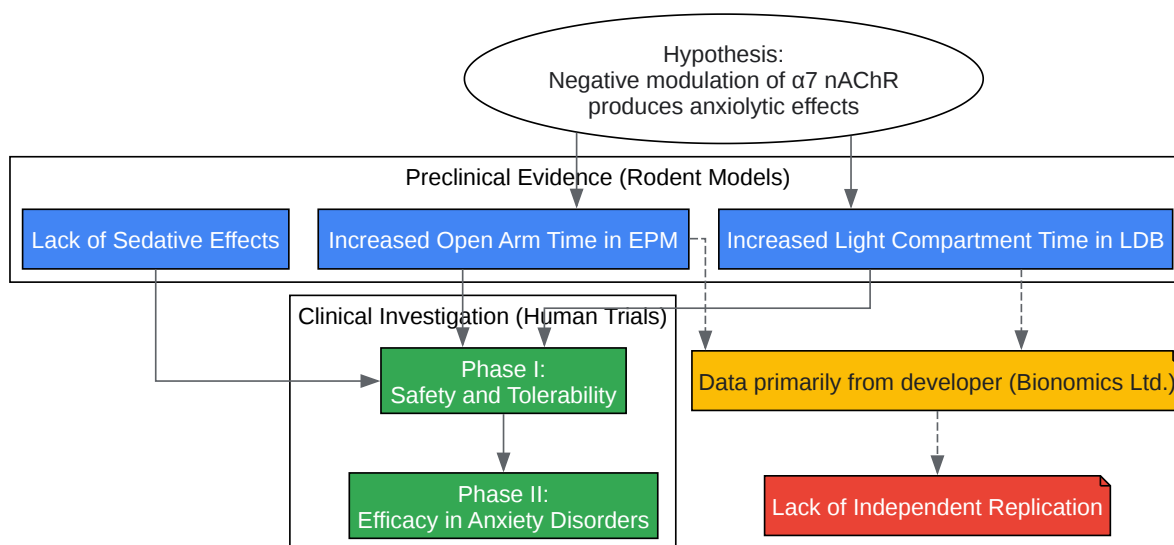 Hypothesis:
Negative modulation of α7 nAChR
produces anxiolytic effects
Preclinical Evidence (Rodent Models)
Lack of Sedative Effects
Increased Open Arm Time in EPM
Increased Light Compartment Time in LDB
Clinical Investigation (Human Trials)
Phase I:
Safety and Tolerability
Data primarily from developer (Bionomics Ltd.)
Phase II:
Efficacy in Anxiety Disorders
Lack of Independent Replication